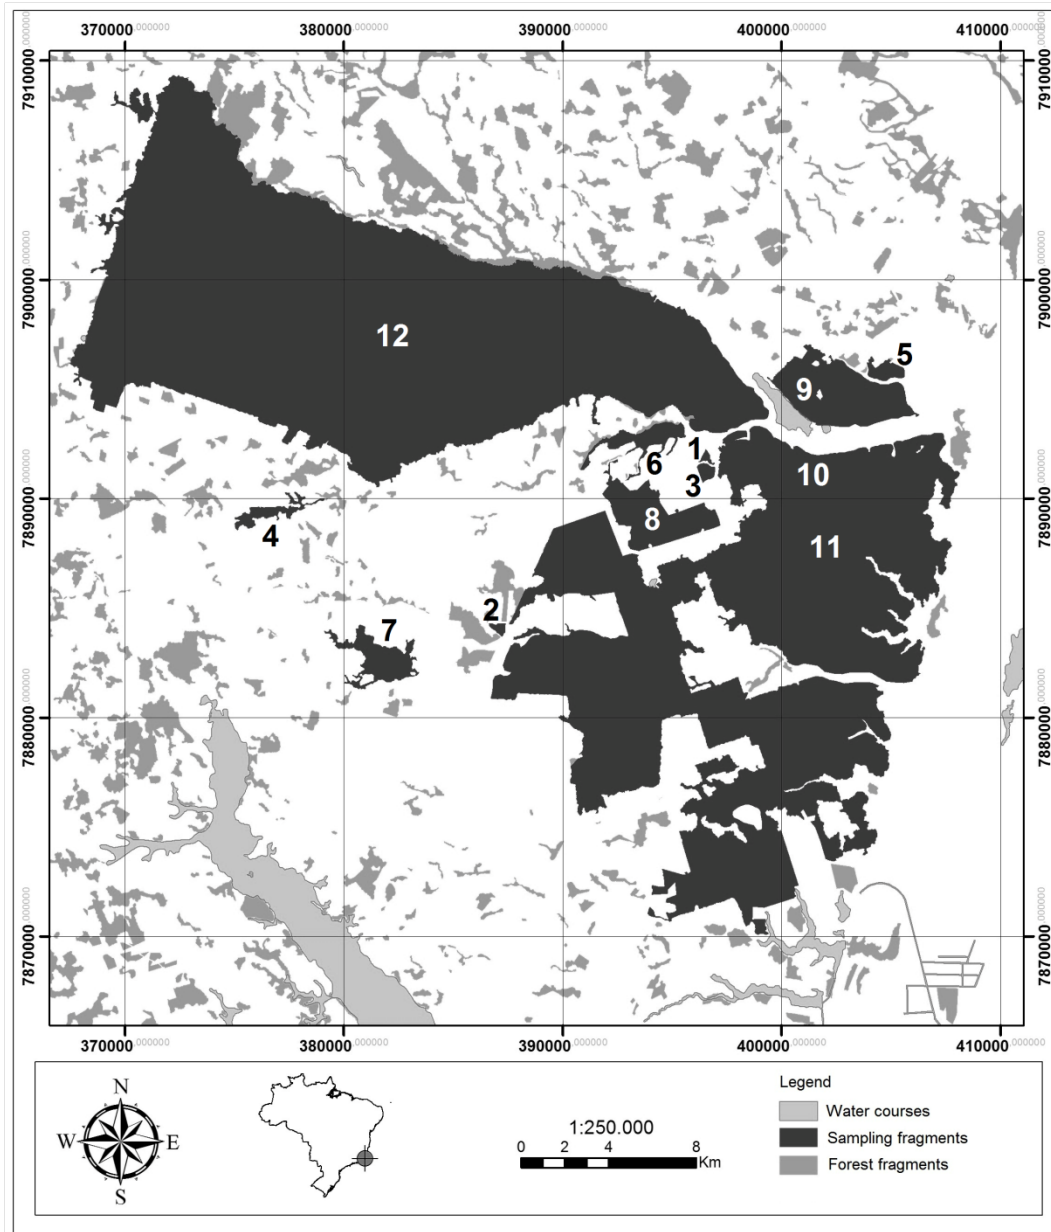 370000,000000 380000,000000 390000,000000 400000,000000 410000,000000
7910000,000000 7910000,000000
7900000,000000 7900000,000000
12
5
9
1
6
10
3
7890000,000000 7890000,000000
8
4
11
2
7
7880000,000000 7880000,000000
7870000,000000 7870000,000000
370000,000000 380000,000000 390000,000000 400000,000000 410000,000000
N
W E
S
1:250.000
0 2 4 8
Km
Legend
Water courses
Sampling fragments
Forest fragments